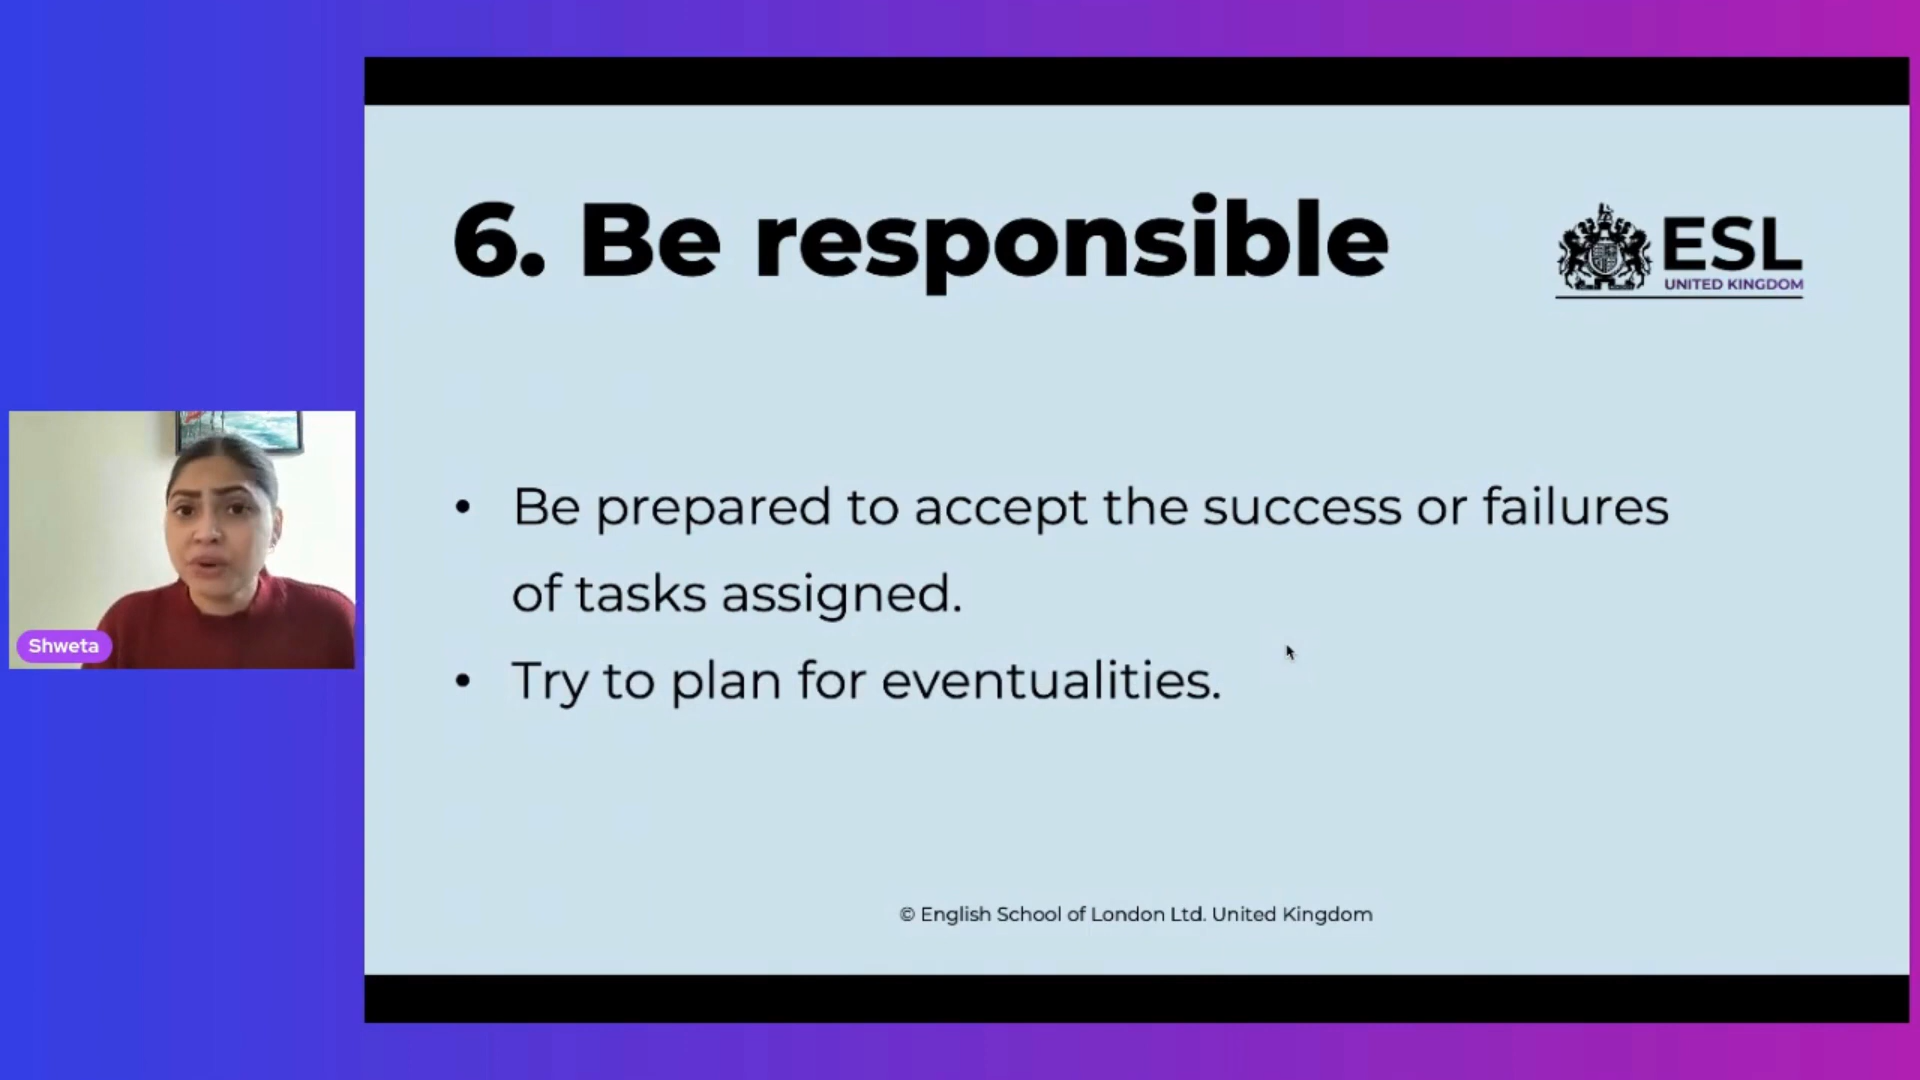 6. Be responsible
ESL
UNITED KINGDOM
• Be prepared to accept the success or failures
of tasks assigned.
• Try to plan for eventualities.
Shweta
© English School of London Ltd. United Kingdom